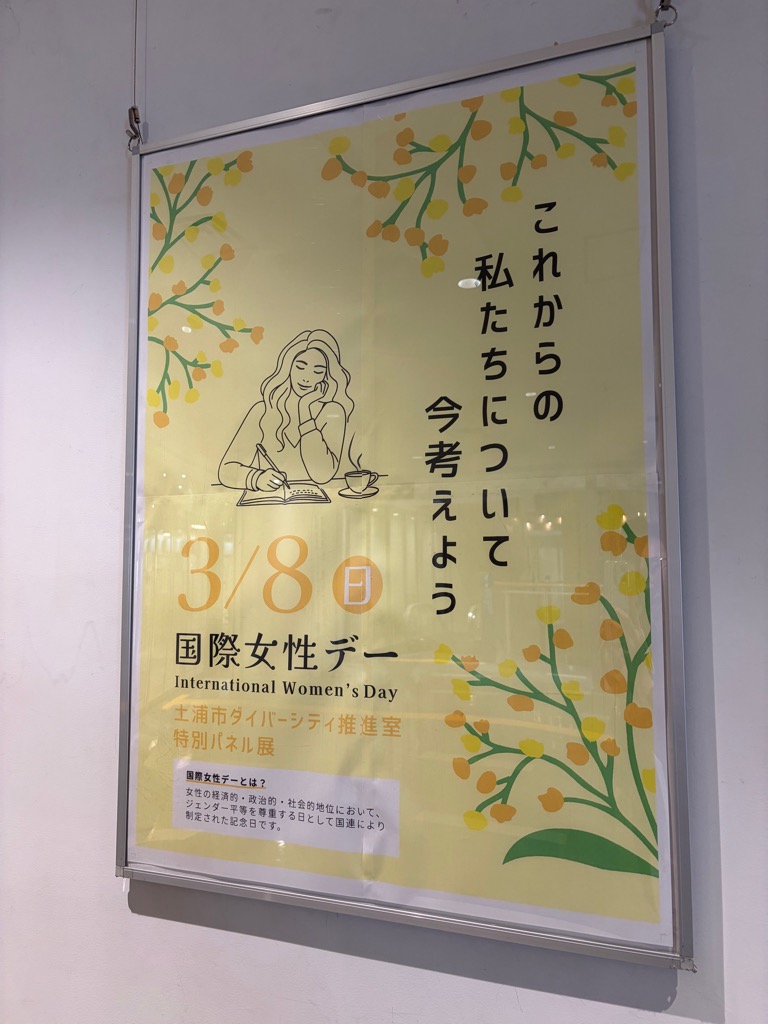 これからの
私たちについて
今考えよう
3/8 日
国際女性デー
International Women's Day
土浦市ダイバーシティ推進室
特別パネル展
国際女性デーとは？
女性の経済的・政治的・社会的地位において、
ジェンダー平等を尊重する日として国連により
制定された記念日です。